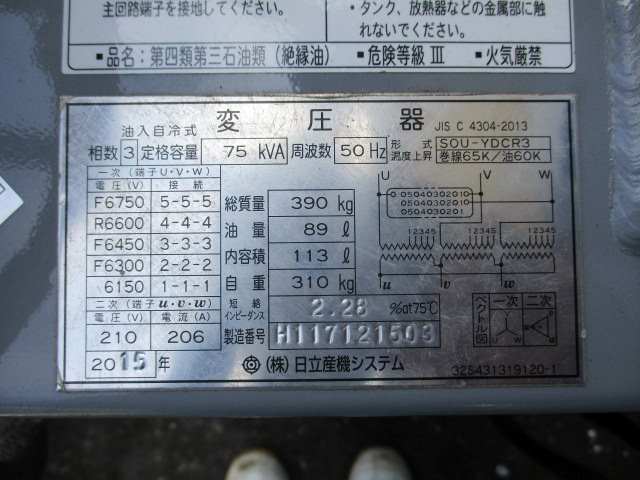 主回路端子を接地してください。
・タンク、放熱器などの金属部に触
れないでください。
■品名：第四類第三石油類（絶縁油） ■危険等級Ⅲ ■火気厳禁
油入自冷式 変圧器 JIS C 4304-2013
相数 3 定格容量 75 kVA 周波数 50 Hz
形式 SOU-YDCR3
温度上昇 巻線65K/油60K
一次（端子U・V・W）
電圧(V) 接続
F6750 5-5-5
R6600 4-4-4
F6450 3-3-3
F6300 2-2-2
6150 1-1-1
二次（端子u・v・w）
電圧(V) 電流(A)
210 206
2015年
総質量 390 kg
油量 89 ℓ
内容積 113 ℓ
自重 310 kg
短絡インピーダンス 2.28 %at75℃
製造番号 H117121503
(株)日立産機システム
U V W
12345 12345 12345
u v w
ベクトル図 一次 二次
325431319120-1